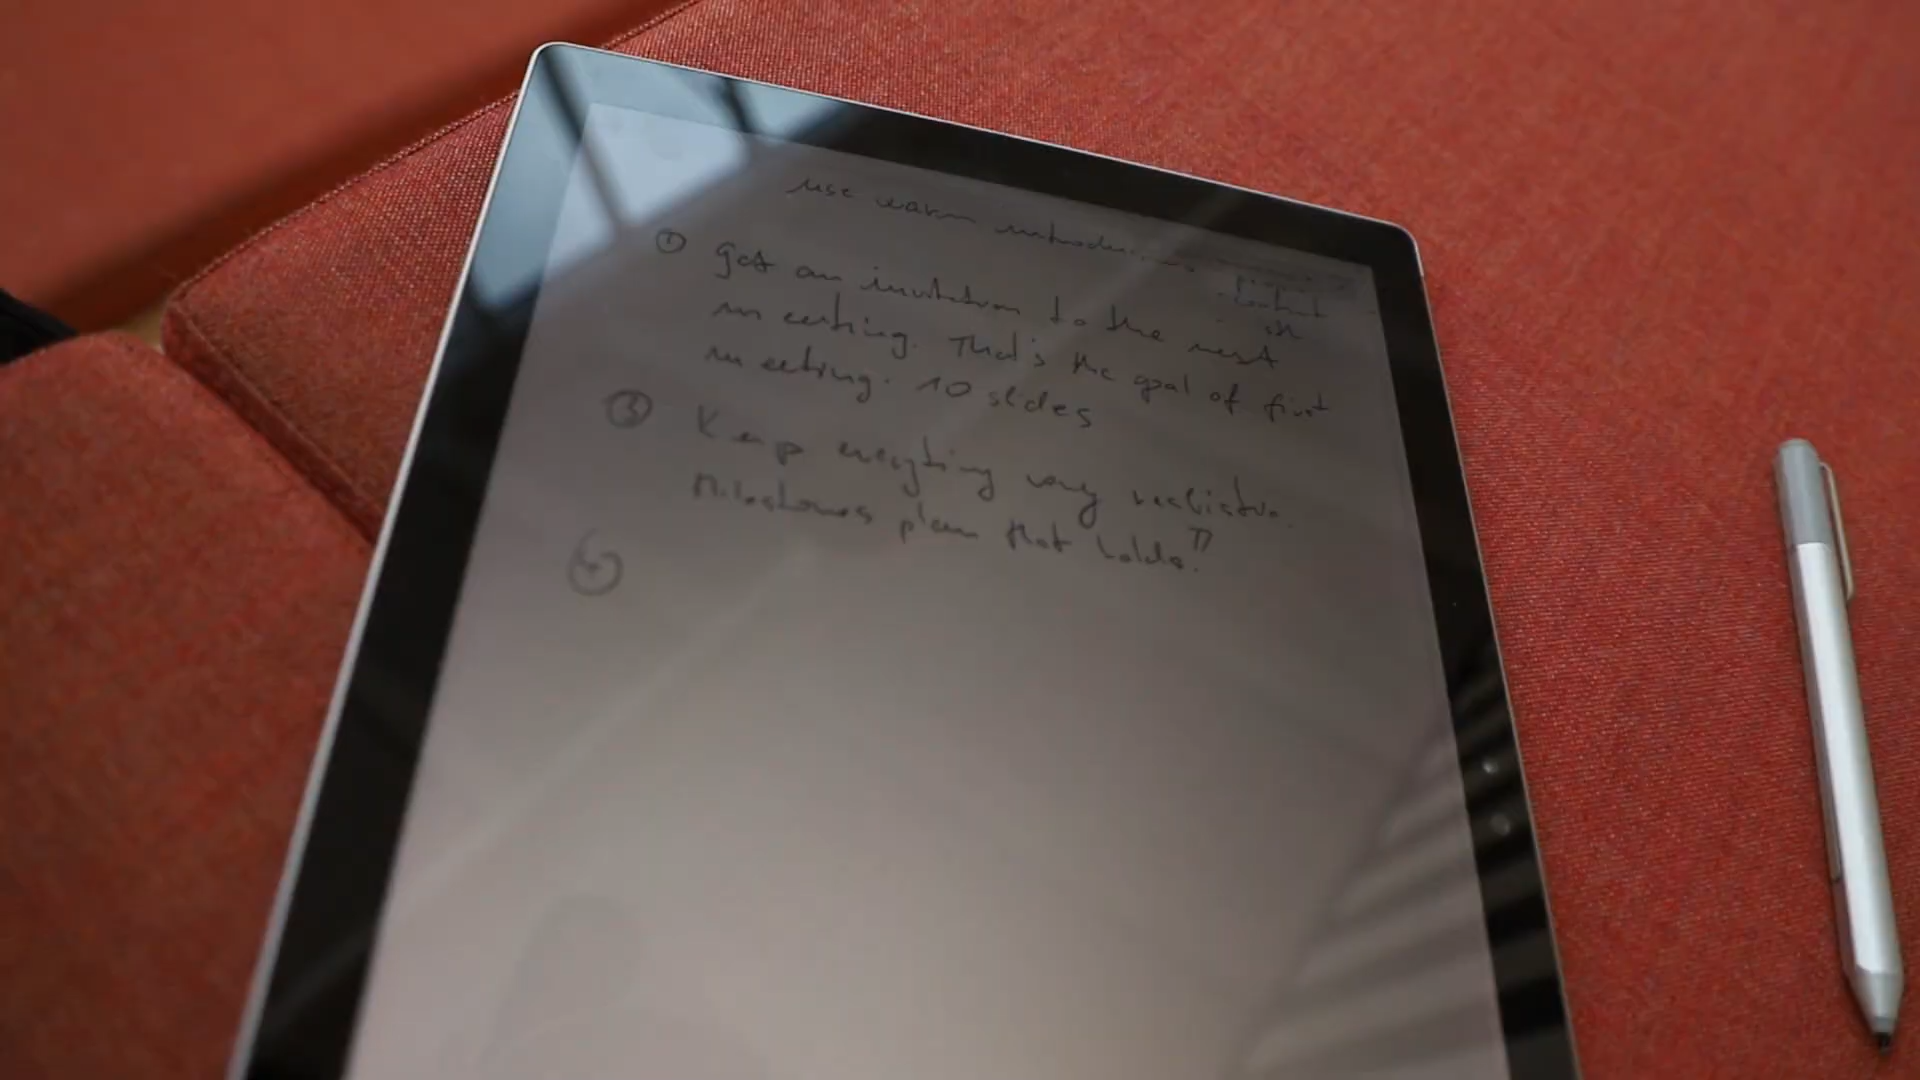 use warm
① get an invitation to the next
meeting. That's the goal of first
meeting. 10 slides
③ Keep everything very realistic.
Milestones plan that holds.
④